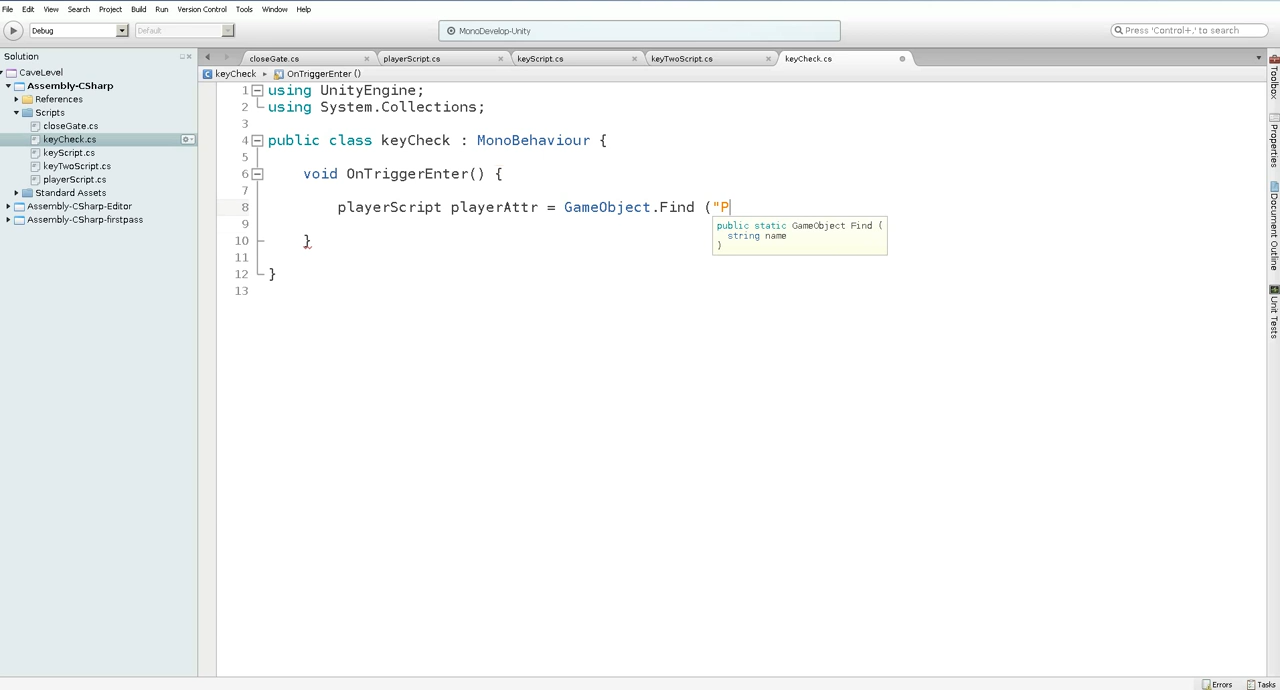 File Edit View Search Project Build Run Version Control Tools Window Help
Debug Default MonoDevelop-Unity Press 'Control+,' to search
Solution
CaveLevel
Assembly-CSharp
References
Scripts
closeGate.cs
keyCheck.cs
keyScript.cs
keyTwoScript.cs
playerScript.cs
Standard Assets
Assembly-CSharp-Editor
Assembly-CSharp-firstpass
closeGate.cs playerScript.cs keyScript.cs keyTwoScript.cs keyCheck.cs
keyCheck OnTriggerEnter ()
1 using UnityEngine;
2 using System.Collections;
3
4 public class keyCheck : MonoBehaviour {
5
6 void OnTriggerEnter() {
7
8 playerScript playerAttr = GameObject.Find ("P
9
10 }
11
12 }
13
public static GameObject Find (
string name
)
Toolbox
Properties
Document Outline
Unit Tests
Errors Tasks